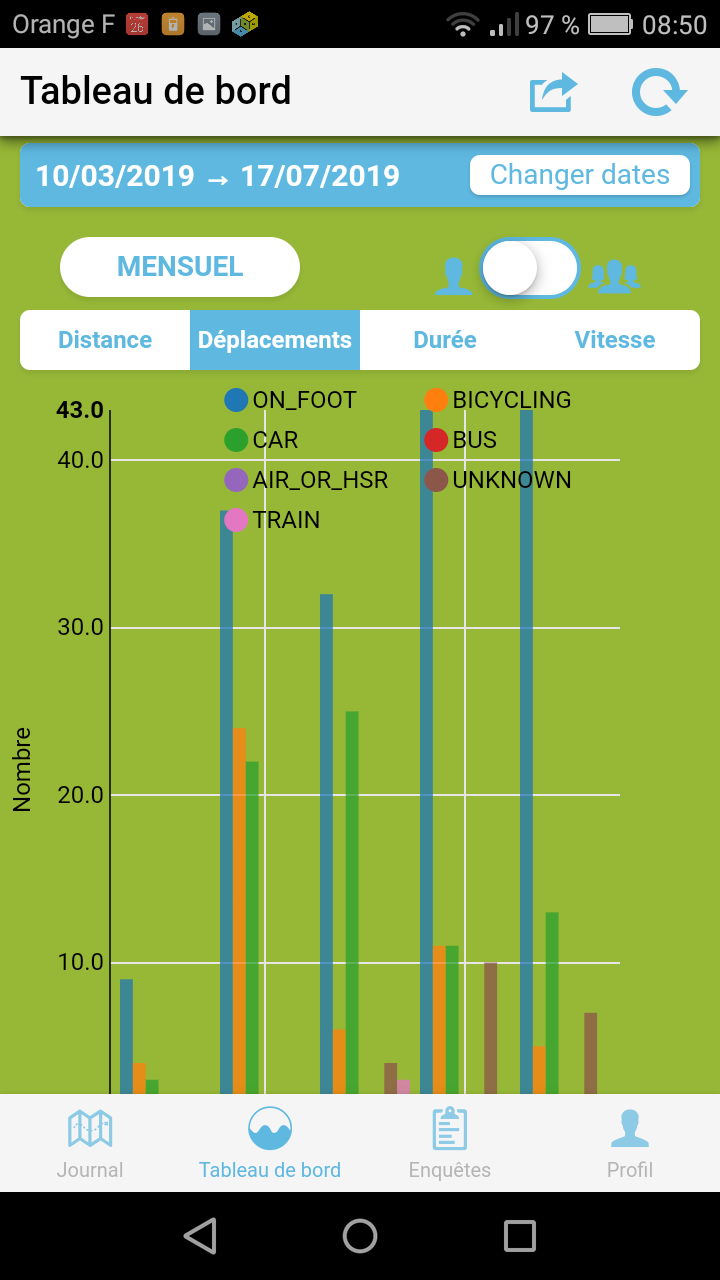 Orange F 26 97 % 08:50
Tableau de bord
10/03/2019 → 17/07/2019 Changer dates
MENSUEL
Distance Déplacements Durée Vitesse
43.0 ON_FOOT BICYCLING
CAR BUS
40.0
AIR_OR_HSR UNKNOWN
TRAIN
30.0
Nombre
20.0
10.0
Journal Tableau de bord Enquêtes Profil